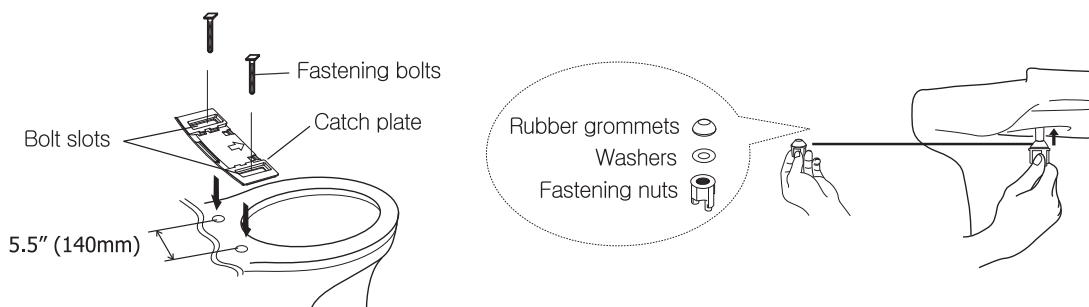 Fastening bolts
Bolt slots
Catch plate
5.5" (140mm)
Rubber grommets
Washers
Fastening nuts